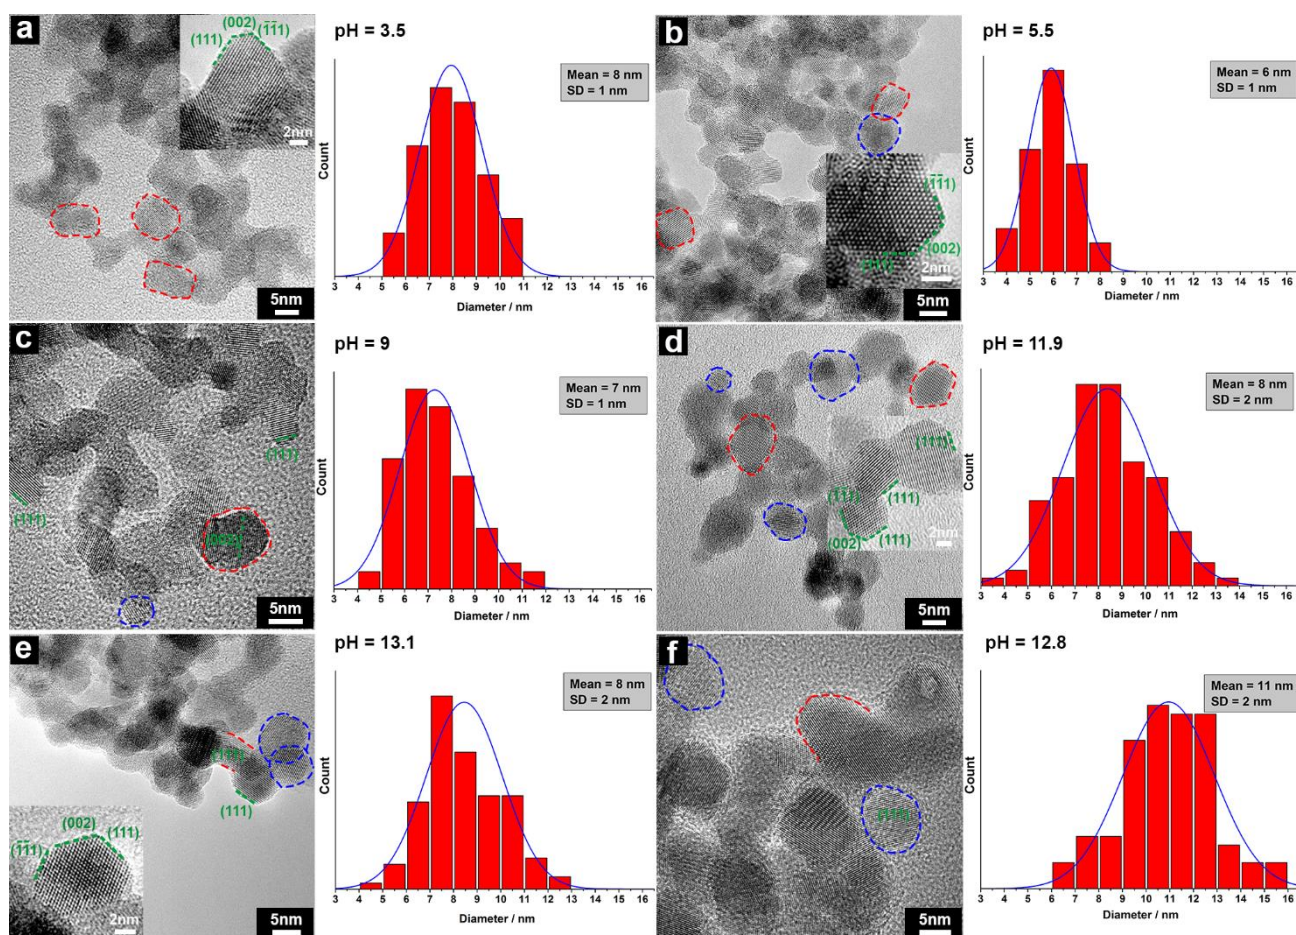 a
(002)
(111)
(1̅1̅1)
2nm
5nm
pH = 3.5
Mean = 8 nm
SD = 1 nm
Count
3 4 5 6 7 8 9 10 11 12 13 14 15 16
Diameter / nm
b
(1̅1̅1)
(002)
2nm
5nm
pH = 5.5
Mean = 6 nm
SD = 1 nm
Count
3 4 5 6 7 8 9 10 11 12 13 14 15 16
Diameter / nm
c
(111)
(111)
5nm
pH = 9
Mean = 7 nm
SD = 1 nm
Count
3 4 5 6 7 8 9 10 11 12 13 14 15 16
Diameter / nm
d
(111)
(111)
(002)
(111)
2nm
5nm
pH = 11.9
Mean = 8 nm
SD = 2 nm
Count
3 4 5 6 7 8 9 10 11 12 13 14 15 16
Diameter / nm
e
(111)
(002)
(111)
(1̅1̅1)
2nm
5nm
pH = 13.1
Mean = 8 nm
SD = 2 nm
Count
3 4 5 6 7 8 9 10 11 12 13 14 15 16
Diameter / nm
f
(111)
5nm
pH = 12.8
Mean = 11 nm
SD = 2 nm
Count
3 4 5 6 7 8 9 10 11 12 13 14 15 16
Diameter / nm